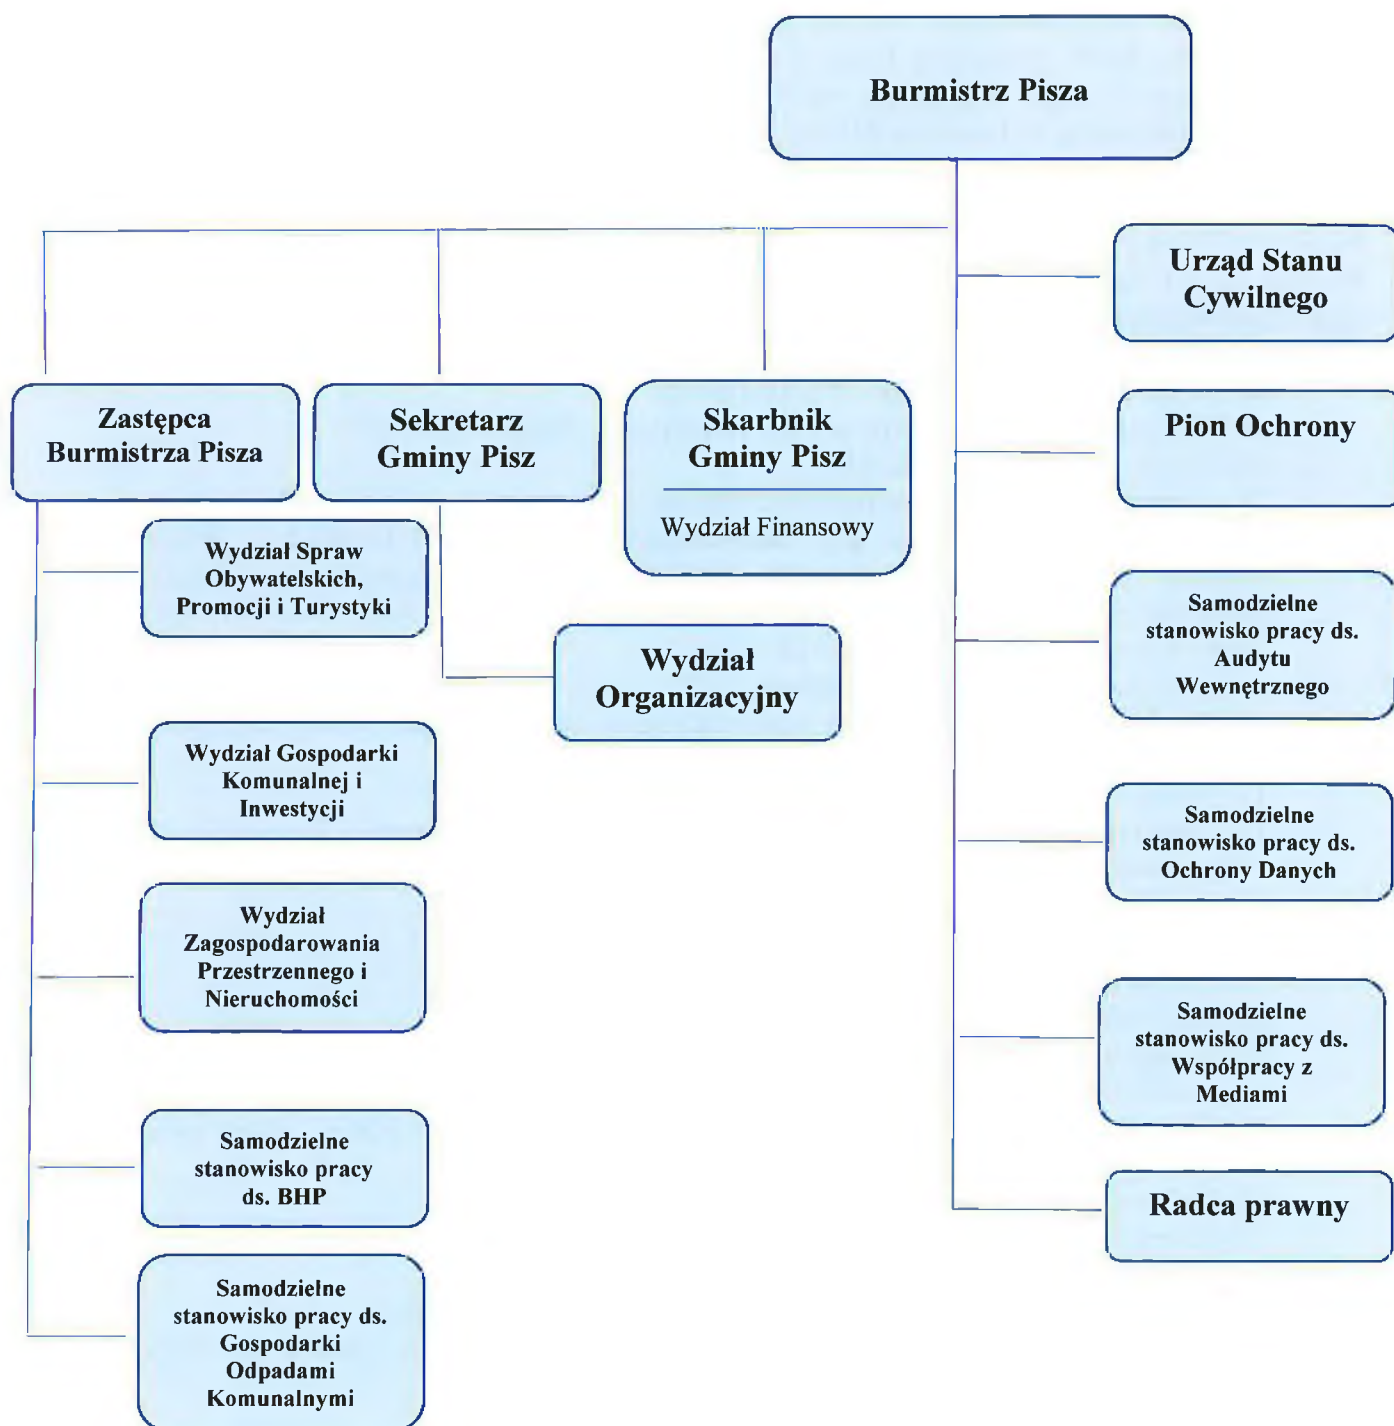 Burmistrz Pisza
Urząd Stanu
Cywilnego
Zastępca
Burmistrza Pisza
Sekretarz
Gminy Pisz
Skarbnik
Gminy Pisz
Wydział Finansowy
Pion Ochrony
Wydział Spraw
Obywatelskich,
Promocji i Turystyki
Wydział
Organizacyjny
Samodzielne
stanowisko pracy ds.
Audytu
Wewnętrznego
Wydział Gospodarki
Komunalnej i
Inwestycji
Samodzielne
stanowisko pracy ds.
Ochrony Danych
Wydział
Zagospodarowania
Przestrzennego i
Nieruchomości
Samodzielne
stanowisko pracy ds.
Współpracy z
Mediami
Samodzielne
stanowisko pracy
ds. BHP
Radca prawny
Samodzielne
stanowisko pracy ds.
Gospodarki
Odpadami
Komunalnymi